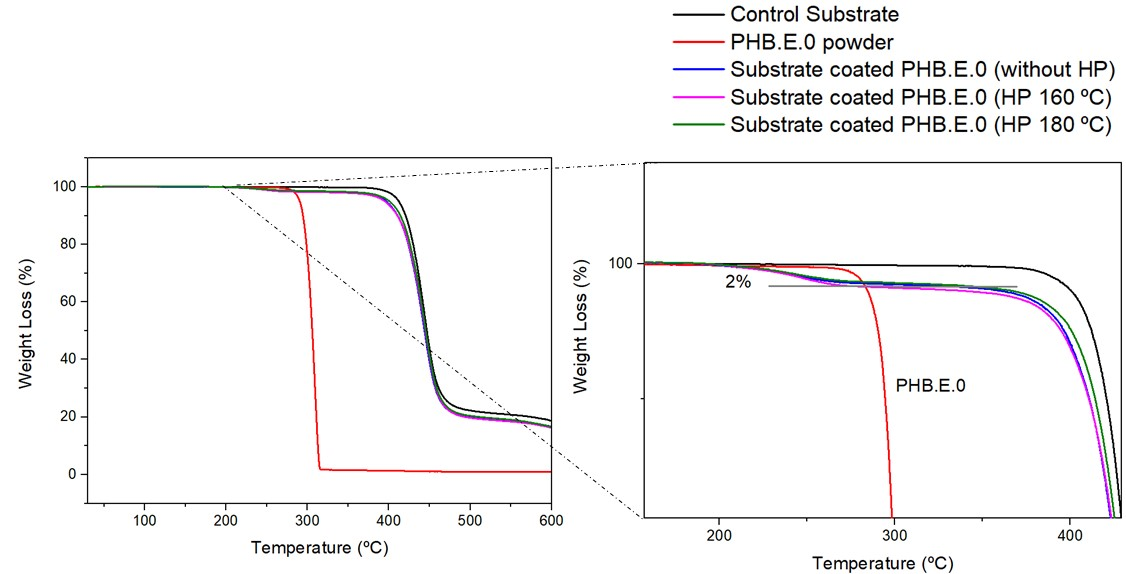 Control Substrate
PHB.E.0 powder
Substrate coated PHB.E.0 (without HP)
Substrate coated PHB.E.0 (HP 160 ºC)
Substrate coated PHB.E.0 (HP 180 ºC)
Weight Loss (%)
100
80
60
40
20
0
100 200 300 400 500 600
Temperature (ºC)
Weight Loss (%)
100
2%
PHB.E.0
200 300 400
Temperature (ºC)